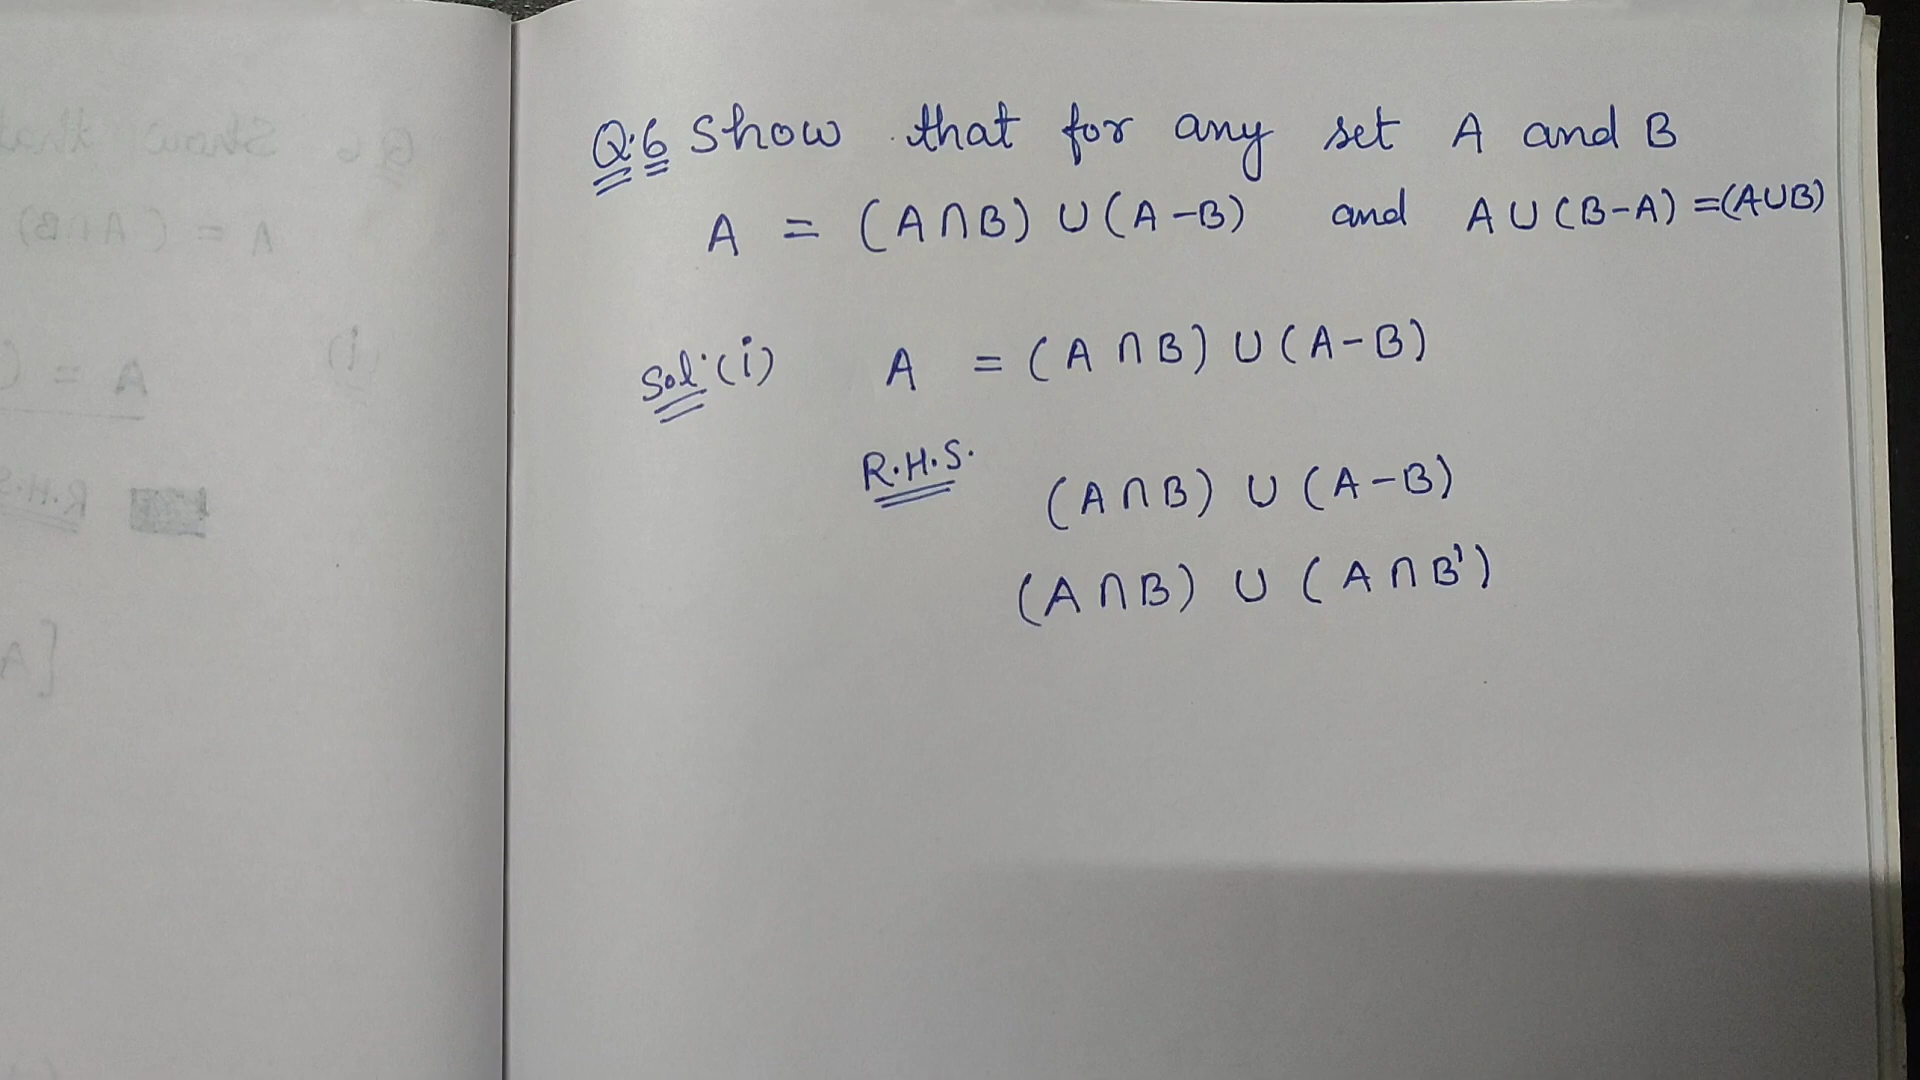 Q.6 Show that for any set A and B
A = (A∩B) ∪ (A-B) and A∪(B-A) = (A∪B)
Sol. (i) A = (A∩B) ∪ (A-B)
R.H.S. (A∩B) ∪ (A-B)
(A∩B) ∪ (A∩B')